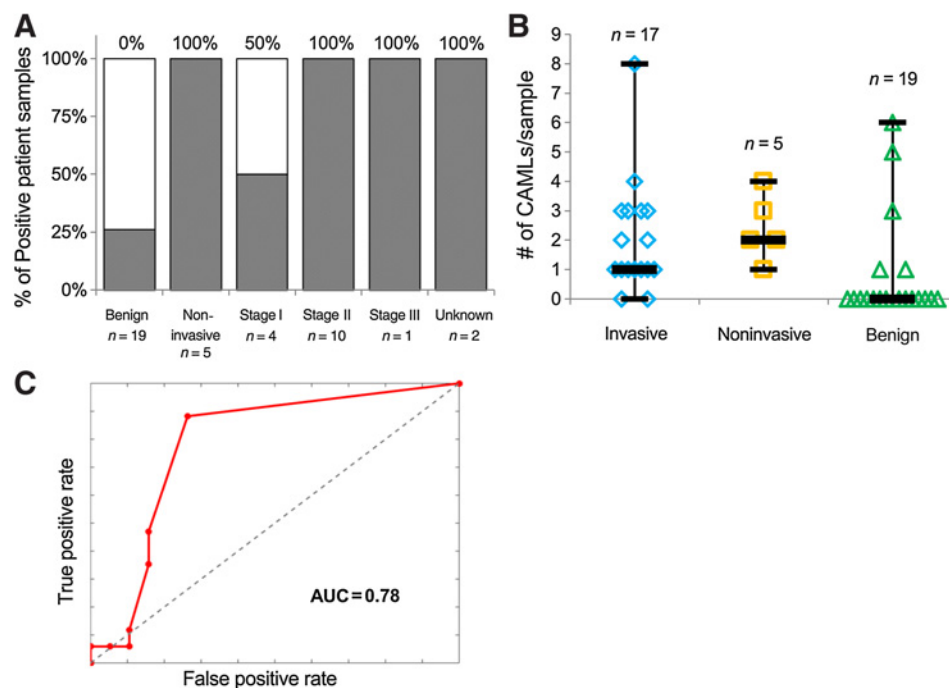 A
0% 100% 50% 100% 100% 100%
% of Positive patient samples
100%
75%
50%
25%
0%
Benign
n = 19
Non-
invasive
n = 5
Stage I
n = 4
Stage II
n = 10
Stage III
n = 1
Unknown
n = 2
B
# of CAMLs/sample
9
8
7
6
5
4
3
2
1
0
n = 17
n = 5
n = 19
Invasive
Noninvasive
Benign
C
True positive rate
AUC = 0.78
False positive rate